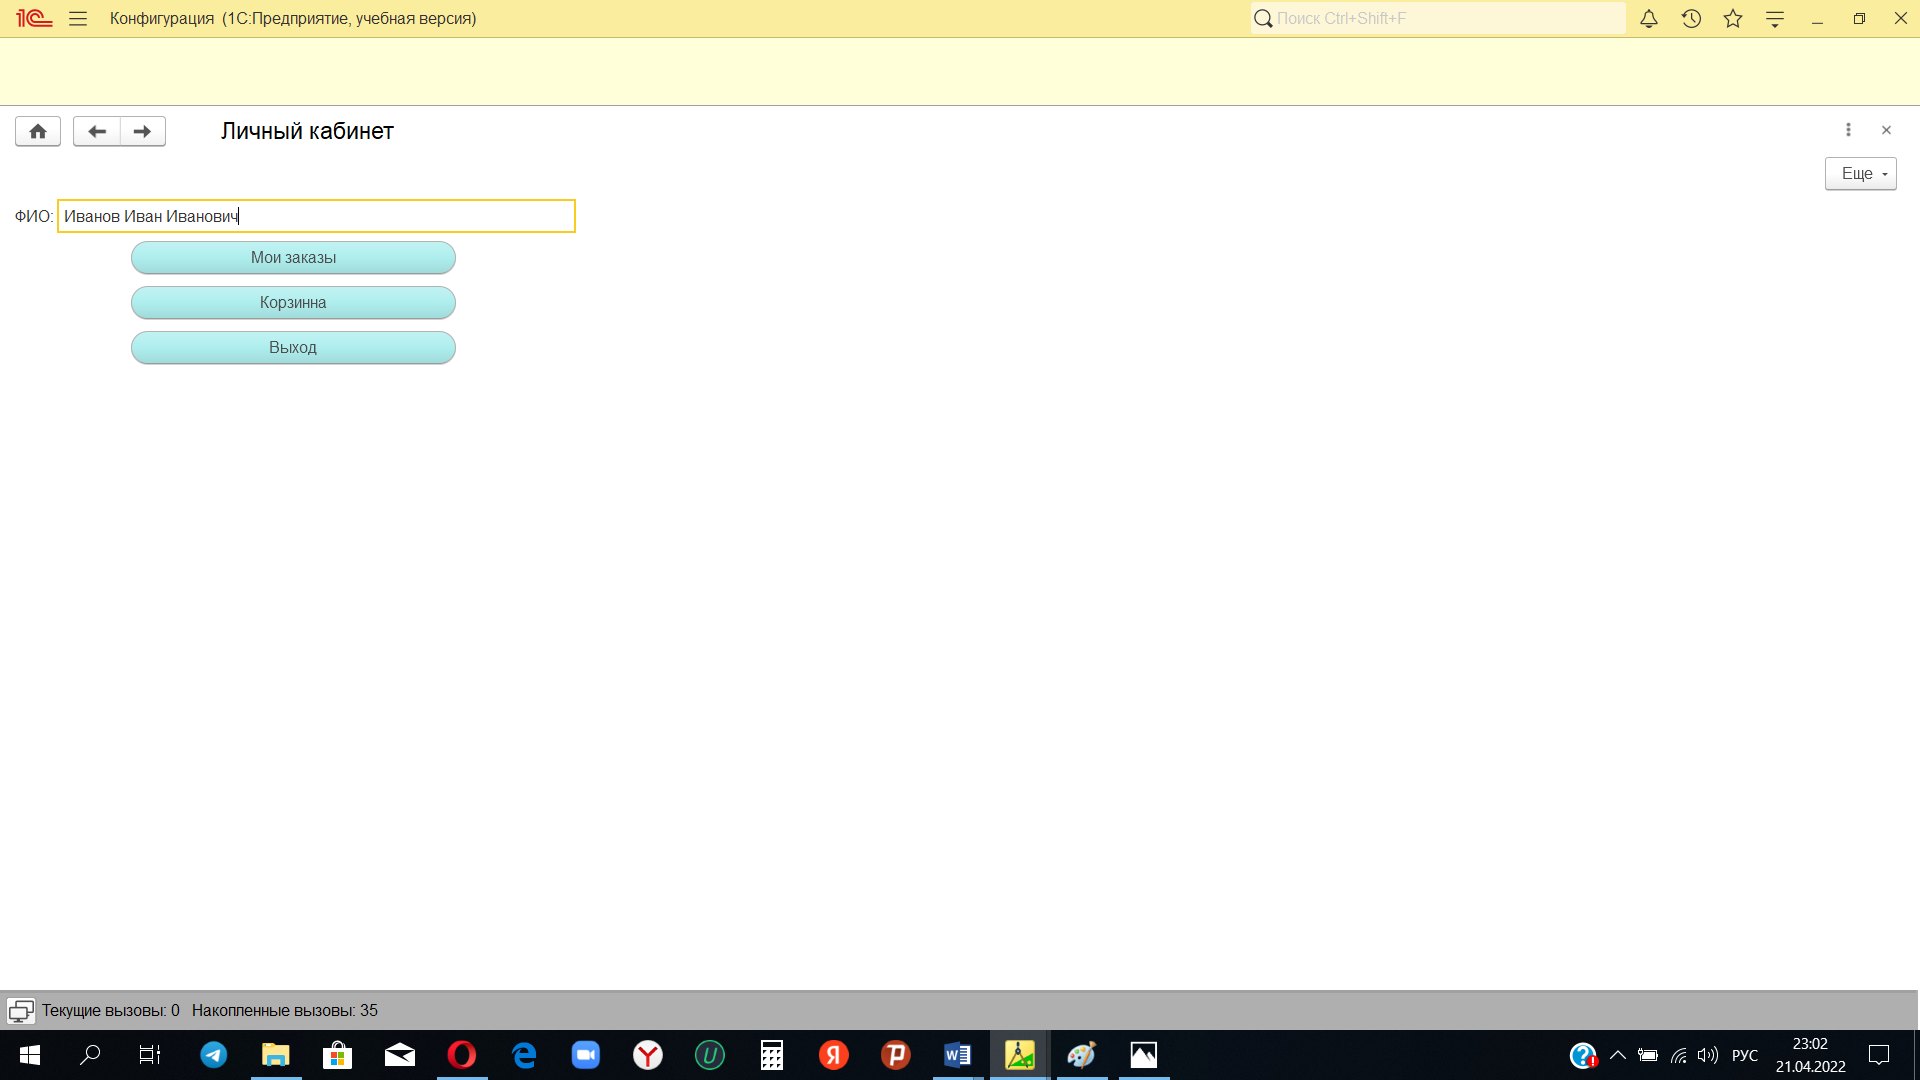 1С Конфигурация (1С:Предприятие, учебная версия) Поиск Ctrl+Shift+F
Личный кабинет
Еще
ФИО: Иванов Иван Иванович
Мои заказы
Корзинна
Выход
Текущие вызовы: 0 Накопленные вызовы: 35
РУС
23:02
21.04.2022